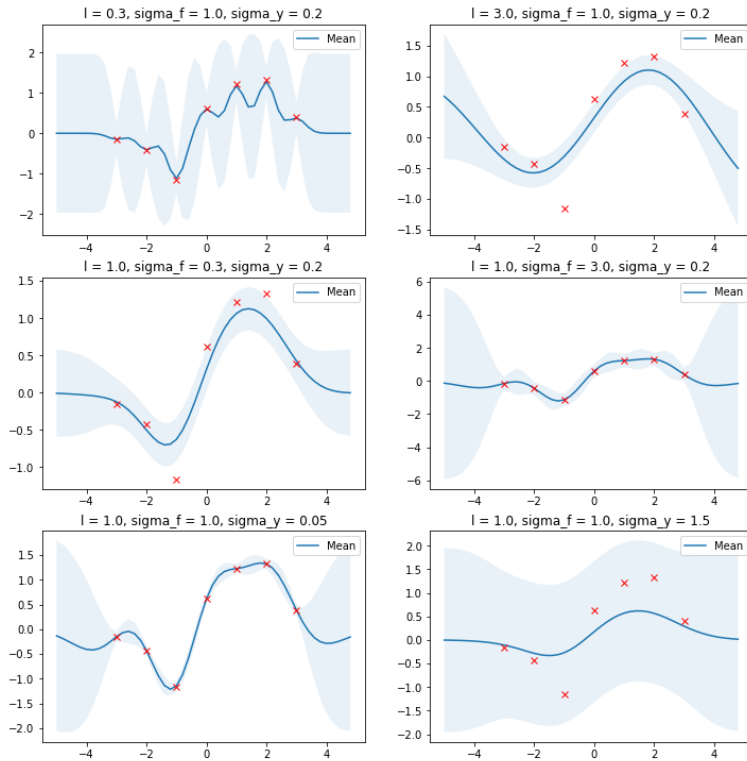 l = 0.3, sigma_f = 1.0, sigma_y = 0.2
Mean
2
1
0
−1
−2
−4 −2 0 2 4
l = 3.0, sigma_f = 1.0, sigma_y = 0.2
Mean
1.5
1.0
0.5
0.0
−0.5
−1.0
−1.5
−4 −2 0 2 4
l = 1.0, sigma_f = 0.3, sigma_y = 0.2
Mean
1.5
1.0
0.5
0.0
−0.5
−1.0
−4 −2 0 2 4
l = 1.0, sigma_f = 3.0, sigma_y = 0.2
Mean
6
4
2
0
−2
−4
−6
−4 −2 0 2 4
l = 1.0, sigma_f = 1.0, sigma_y = 0.05
Mean
1.5
1.0
0.5
0.0
−0.5
−1.0
−1.5
−2.0
−4 −2 0 2 4
l = 1.0, sigma_f = 1.0, sigma_y = 1.5
Mean
2.0
1.5
1.0
0.5
0.0
−0.5
−1.0
−1.5
−2.0
−4 −2 0 2 4